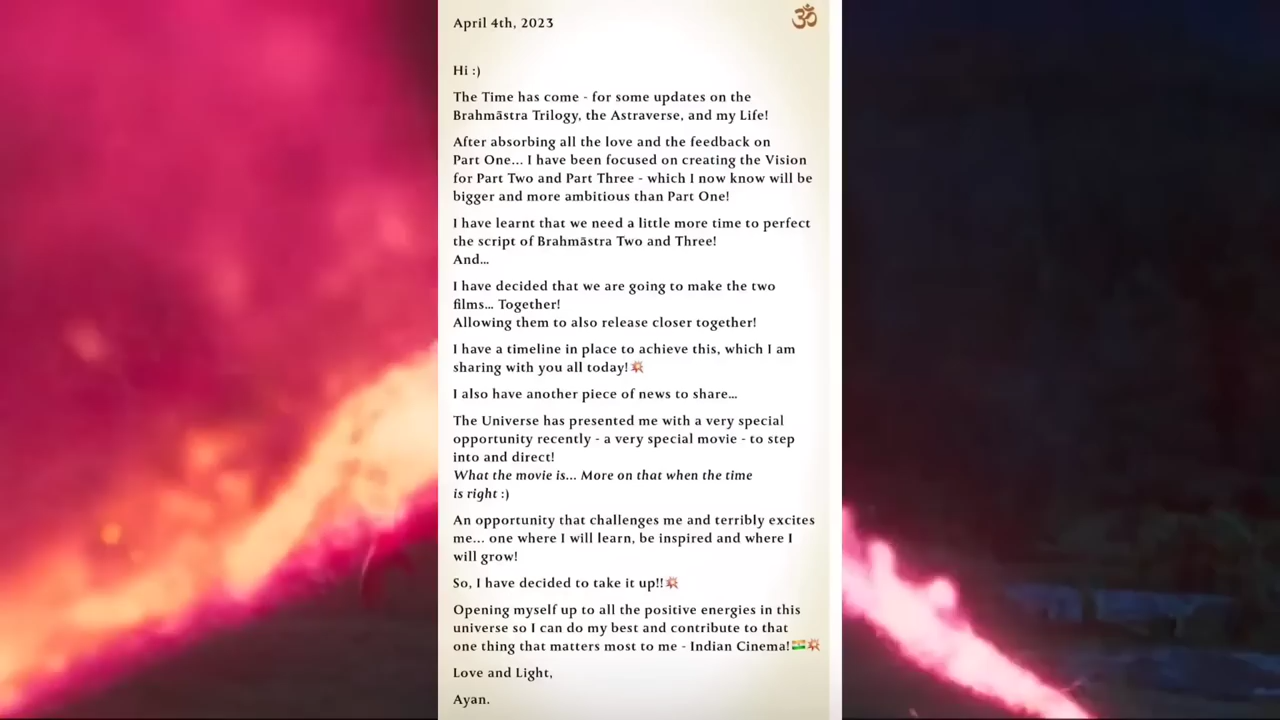 April 4th, 2023
ॐ
Hi :)
The Time has come - for some updates on the
Brahmāstra Trilogy, the Astraverse, and my Life!
After absorbing all the love and the feedback on
Part One... I have been focused on creating the Vision
for Part Two and Part Three - which I now know will be
bigger and more ambitious than Part One!
I have learnt that we need a little more time to perfect
the script of Brahmāstra Two and Three!
And...
I have decided that we are going to make the two
films... Together!
Allowing them to also release closer together!
I have a timeline in place to achieve this, which I am
sharing with you all today!💥
I also have another piece of news to share...
The Universe has presented me with a very special
opportunity recently - a very special movie - to step
into and direct!
What the movie is... More on that when the time
is right :)
An opportunity that challenges me and terribly excites
me... one where I will learn, be inspired and where I
will grow!
So, I have decided to take it up!!💥
Opening myself up to all the positive energies in this
universe so I can do my best and contribute to that
one thing that matters most to me - Indian Cinema!🇮🇳💥
Love and Light,
Ayan.